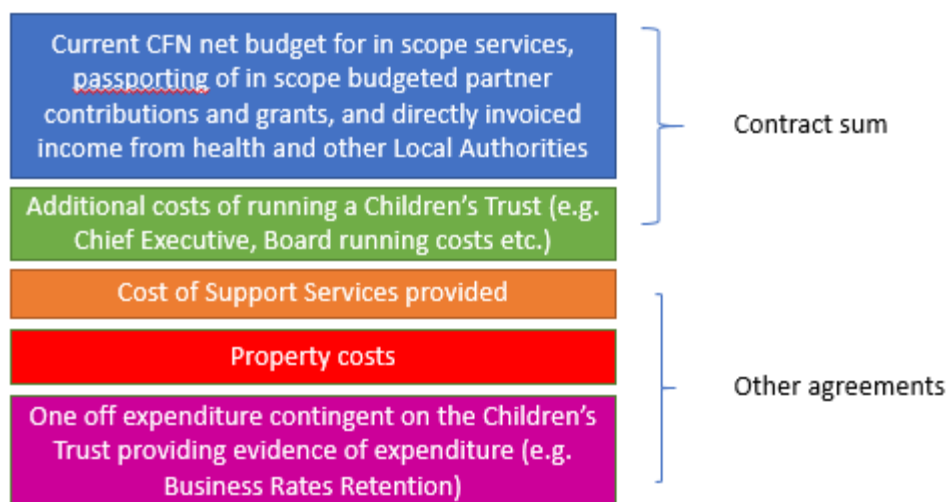 Current CFN net budget for in scope services,
passporting of in scope budgeted partner
contributions and grants, and directly invoiced
income from health and other Local Authorities
Contract sum
Additional costs of running a Children’s Trust (e.g.
Chief Executive, Board running costs etc.)
Cost of Support Services provided
Property costs
Other agreements
One off expenditure contingent on the Children’s
Trust providing evidence of expenditure (e.g.
Business Rates Retention)